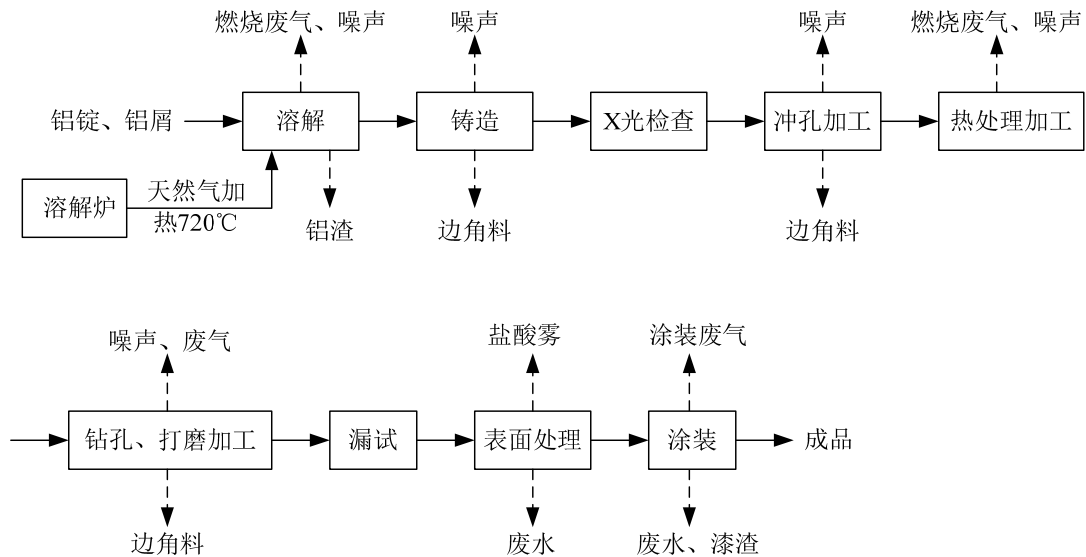 燃烧废气、噪声
噪声
噪声
燃烧废气、噪声
铝锭、铝屑
溶解
铸造
X光检查
冲孔加工
热处理加工
溶解炉
天然气加
热720℃
铝渣
边角料
边角料
噪声、废气
盐酸雾
涂装废气
钻孔、打磨加工
漏试
表面处理
涂装
成品
边角料
废水
废水、漆渣